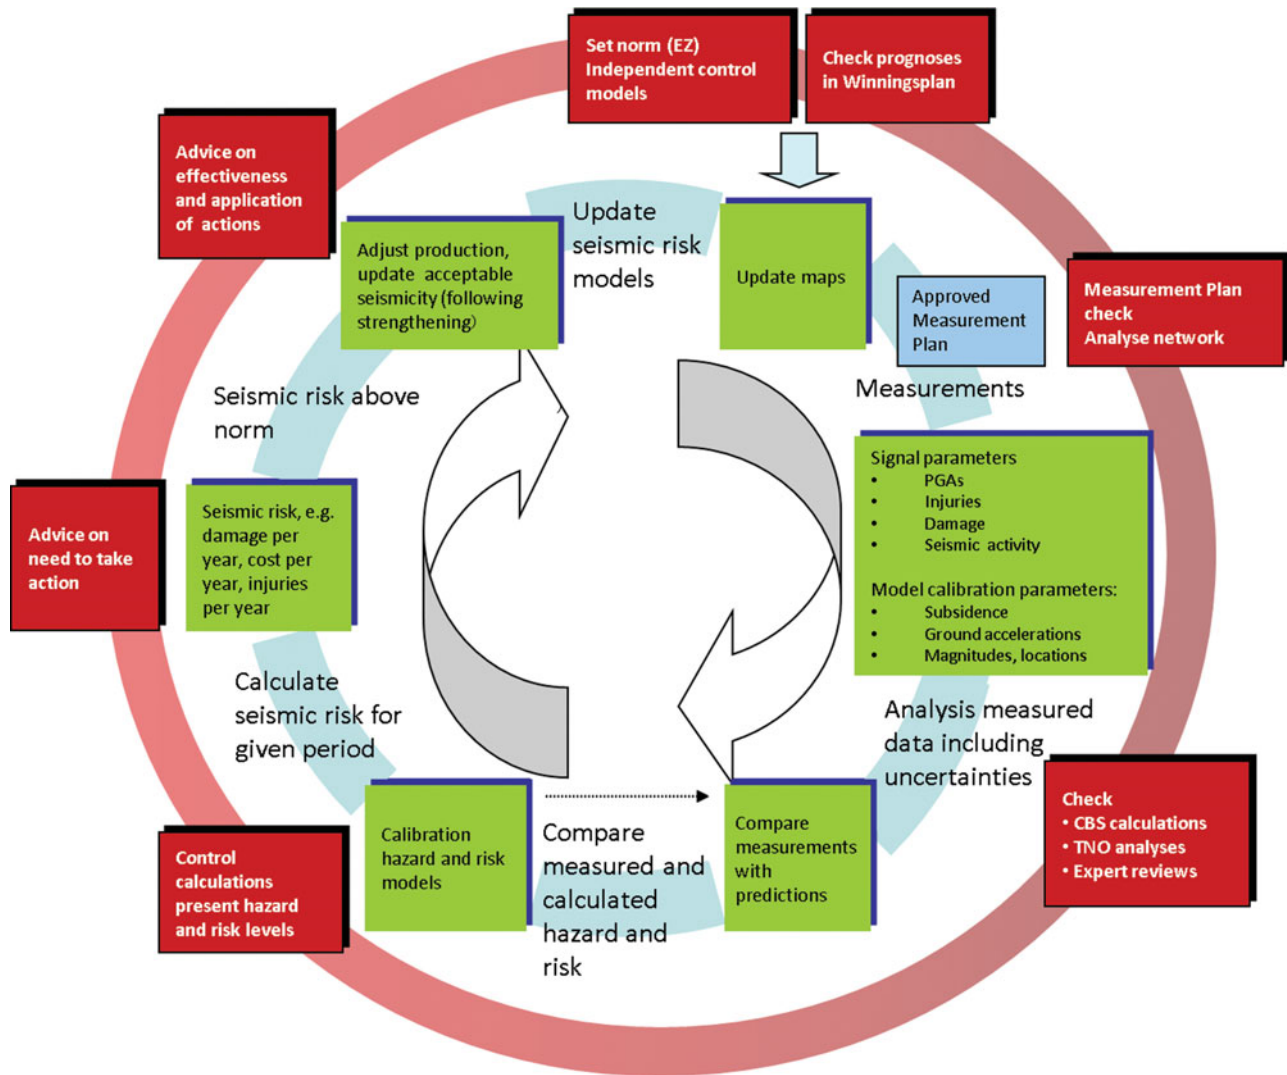 Set norm (EZ)
Independent control
models
Check prognoses
in Winningsplan
Advice on
effectiveness
and application
of actions
Update
seismic risk
models
Adjust production,
update acceptable
seismicity (following
strengthening)
Update maps
Approved
Measurement
Plan
Measurement Plan
check
Analyse network
Measurements
Seismic risk above
norm
Signal parameters
• PGAs
• Injuries
• Damage
• Seismic activity
Model calibration parameters:
• Subsidence
• Ground accelerations
• Magnitudes, locations
Advice on
need to take
action
Seismic risk, e.g.
damage per
year, cost per
year, injuries
per year
Calculate
seismic risk for
given period
Analysis measured
data including
uncertainties
Check
• CBS calculations
• TNO analyses
• Expert reviews
Control
calculations
present hazard
and risk levels
Calibration
hazard and risk
models
Compare
measured and
calculated
hazard and
risk
Compare
measurements
with
predictions